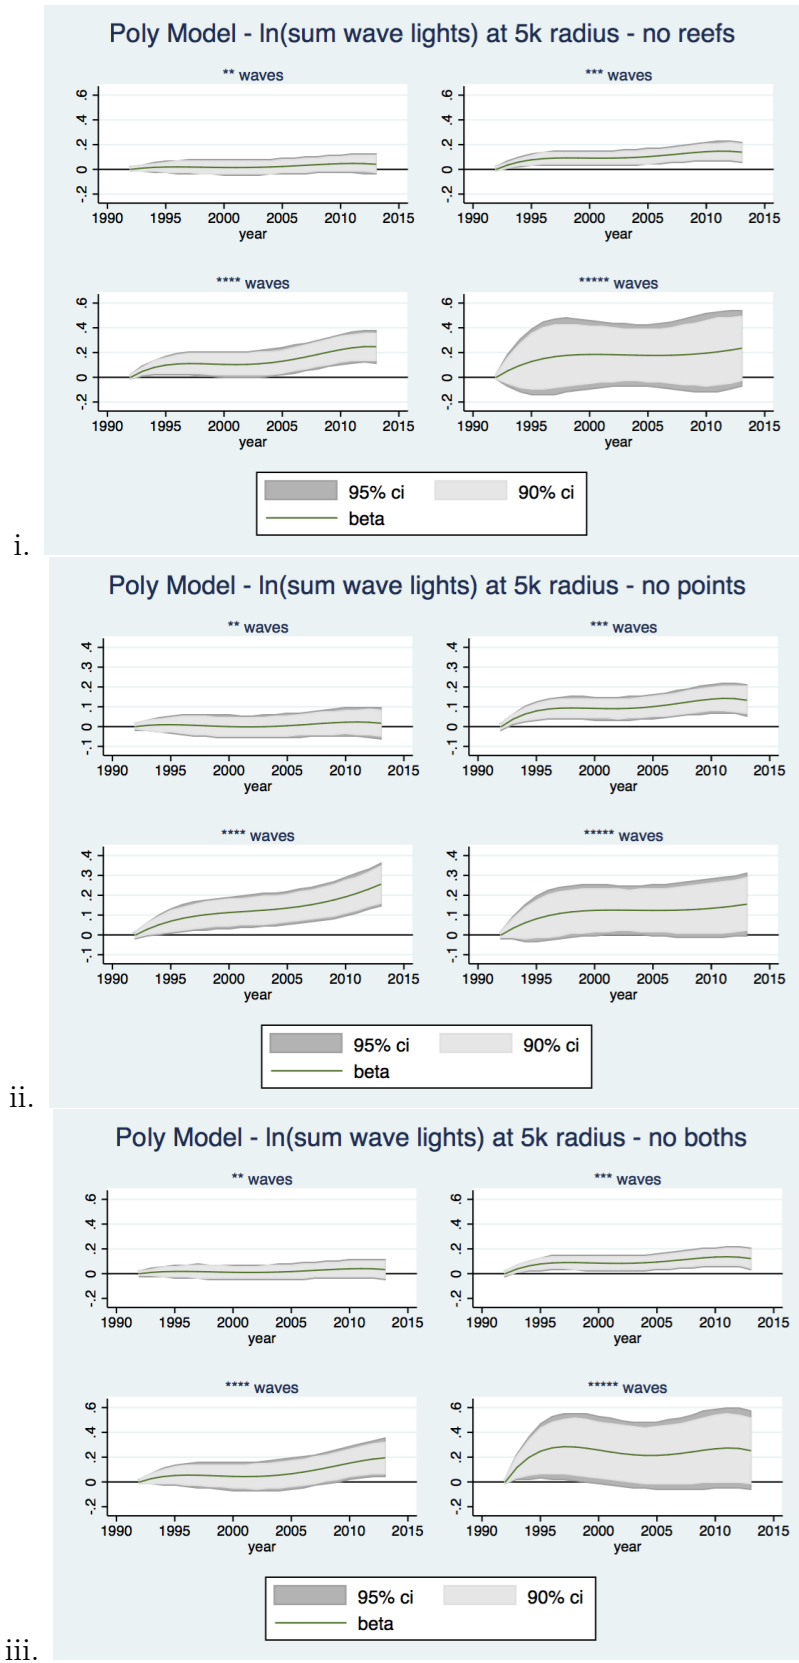 Poly Model - ln(sum wave lights) at 5k radius - no reefs
** waves
*** waves
-.2 0 .2 .4 .6
-.2 0 .2 .4 .6
1990 1995 2000 2005 2010 2015
1990 1995 2000 2005 2010 2015
year
year
**** waves
***** waves
-.2 0 .2 .4 .6
-.2 0 .2 .4 .6
1990 1995 2000 2005 2010 2015
1990 1995 2000 2005 2010 2015
year
year
95% ci 90% ci
beta
i.
Poly Model - ln(sum wave lights) at 5k radius - no points
** waves
*** waves
-.1 0 .1 .2 .3 .4
-.1 0 .1 .2 .3 .4
1990 1995 2000 2005 2010 2015
1990 1995 2000 2005 2010 2015
year
year
**** waves
***** waves
-.1 0 .1 .2 .3 .4
-.1 0 .1 .2 .3 .4
1990 1995 2000 2005 2010 2015
1990 1995 2000 2005 2010 2015
year
year
95% ci 90% ci
beta
ii.
Poly Model - ln(sum wave lights) at 5k radius - no boths
** waves
*** waves
-.2 0 .2 .4 .6
-.2 0 .2 .4 .6
1990 1995 2000 2005 2010 2015
1990 1995 2000 2005 2010 2015
year
year
**** waves
***** waves
-.2 0 .2 .4 .6
-.2 0 .2 .4 .6
1990 1995 2000 2005 2010 2015
1990 1995 2000 2005 2010 2015
year
year
95% ci 90% ci
beta
iii.